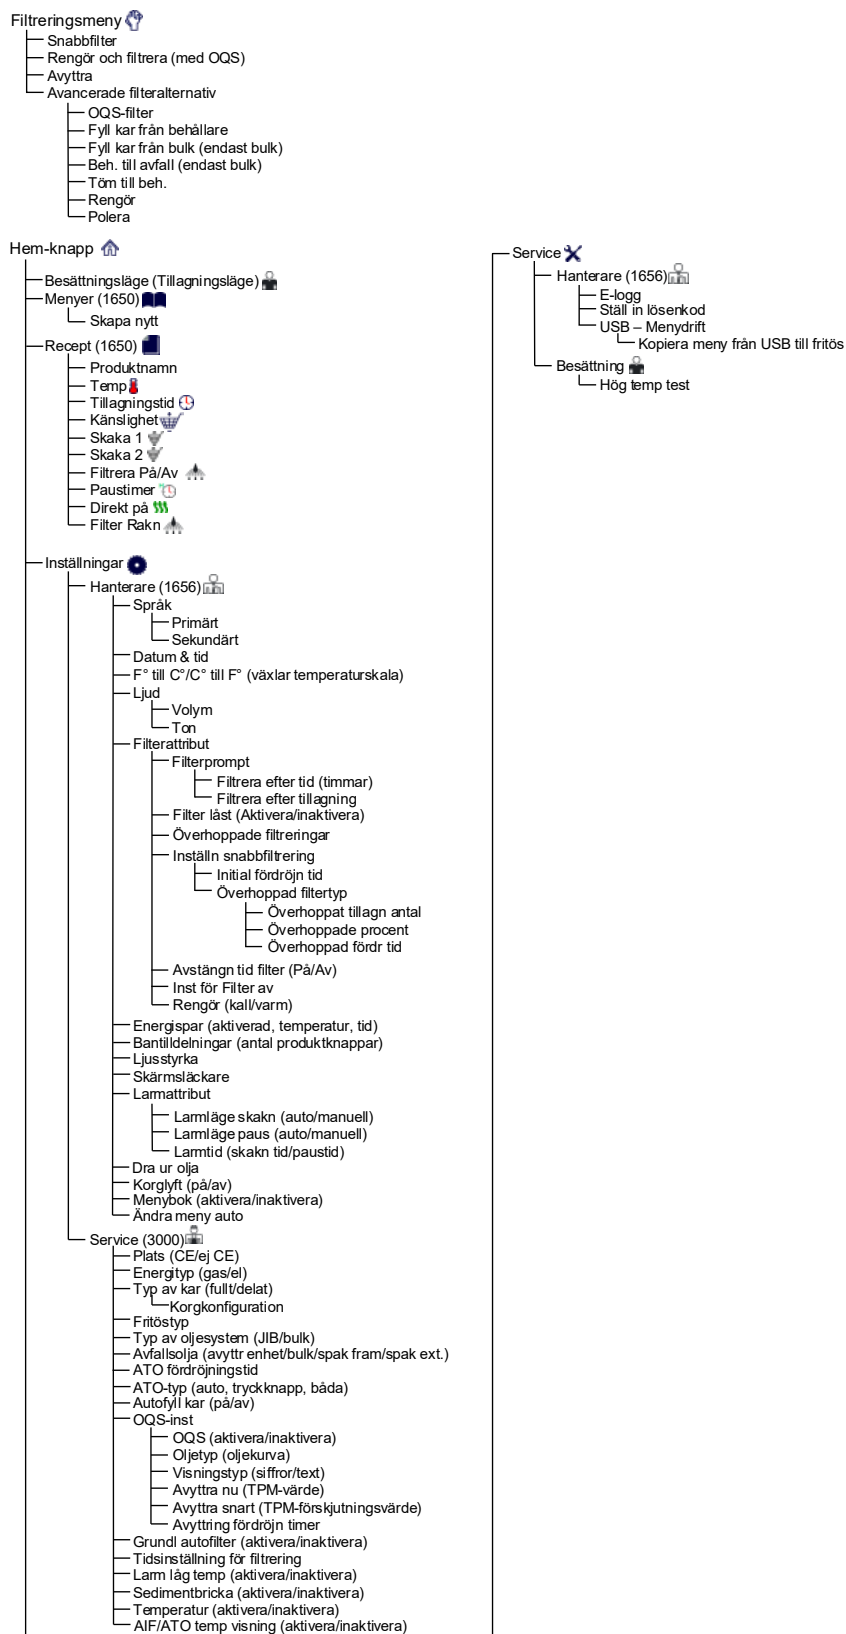 Filtreringsmeny
Snabbfilter
Rengör och filtrera (med OQS)
Avyttra
Avancerade filteralternativ
OQS-filter
Fyll kar från behållare
Fyll kar från bulk (endast bulk)
Beh. till avfall (endast bulk)
Töm till beh.
Rengör
Polera
Hem-knapp
Besättningsläge (Tillagningsläge)
Menyer (1650)
Skapa nytt
Recept (1650)
Produktnamn
Temp
Tillagningstid
Känslighet
Skaka 1
Skaka 2
Filtrera På/Av
Paustimer
Direkt på
Filter Rakn
Inställningar
Hanterare (1656)
Språk
Primärt
Sekundärt
Datum & tid
F° till C°/C° till F° (växlar temperaturskala)
Ljud
Volym
Ton
Filterattribut
Filterprompt
Filtrera efter tid (timmar)
Filtrera efter tillagning
Filter låst (Aktivera/inaktivera)
Överhoppade filtreringar
Inställn snabbfiltrering
Initial fördröjn tid
Överhoppad filtertyp
Överhoppat tillagn antal
Överhoppade procent
Överhoppad fördr tid
Avstängn tid filter (På/Av)
Inst för Filter av
Rengör (kall/varm)
Energispar (aktiverad, temperatur, tid)
Bantilldelningar (antal produktknappar)
Ljusstyrka
Skärmsläckare
Larmattribut
Larmläge skakn (auto/manuell)
Larmläge paus (auto/manuell)
Larmtid (skakn tid/paustid)
Dra ur olja
Korglyft (på/av)
Menybok (aktivera/inaktivera)
Ändra meny auto
Service (3000)
Plats (CE/ej CE)
Energityp (gas/el)
Typ av kar (fullt/delat)
Korgkonfiguration
Fritöstyp
Typ av oljesystem (JIB/bulk)
Avfallsolja (avyttr enhet/bulk/spak fram/spak ext.)
ATO fördröjningstid
ATO-typ (auto, tryckknapp, båda)
Autofyll kar (på/av)
OQS-inst
OQS (aktivera/inaktivera)
Oljetyp (oljekurva)
Visningstyp (siffror/text)
Avyttra nu (TPM-värde)
Avyttra snart (TPM-förskjutningsvärde)
Avyttring fördröjn timer
Grundl autofilter (aktivera/inaktivera)
Tidsinställning för filtrering
Larm låg temp (aktivera/inaktivera)
Sedimentbricka (aktivera/inaktivera)
Temperatur (aktivera/inaktivera)
AIF/ATO temp visning (aktivera/inaktivera)
Service
Hanterare (1656)
E-logg
Ställ in lösenkod
USB – Menydrift
Kopiera meny från USB till fritös
Besättning
Hög temp test